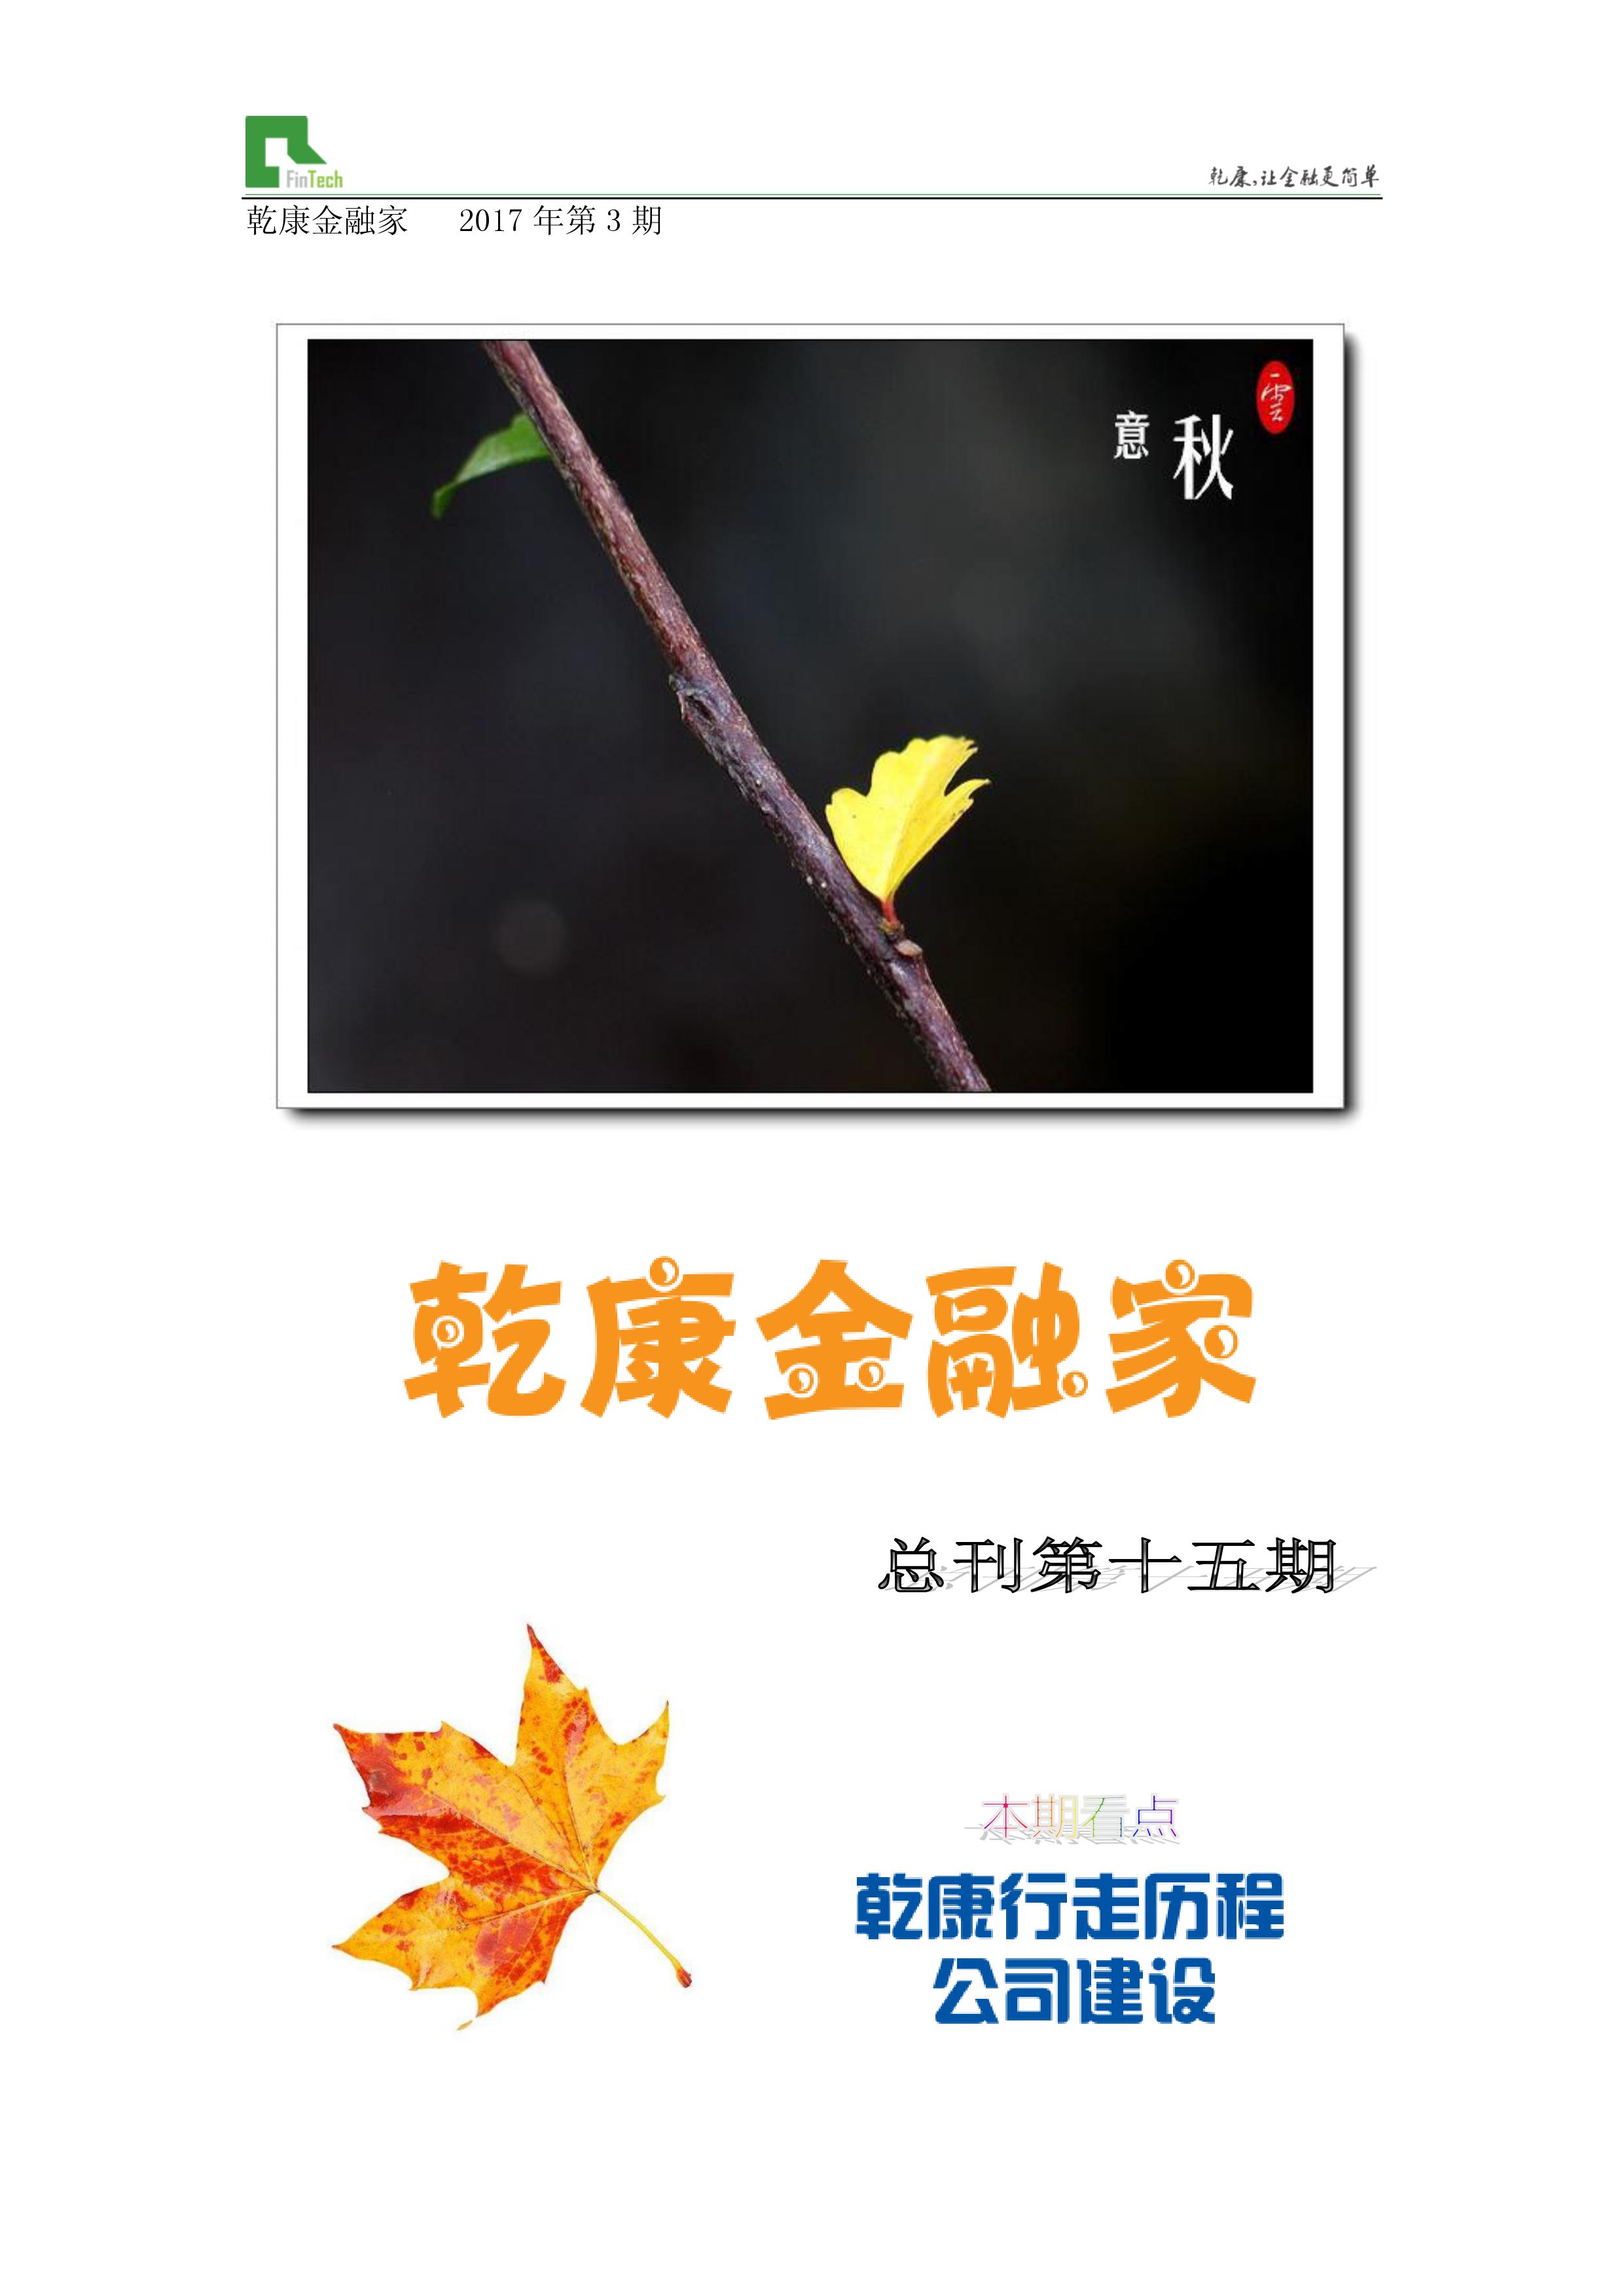 FinTech
乾康,让金融更简单
乾康金融家 2017 年第 3 期
雲
秋
意
乾康金融家
总刊第十五期
本期看点
乾康行走历程
公司建设